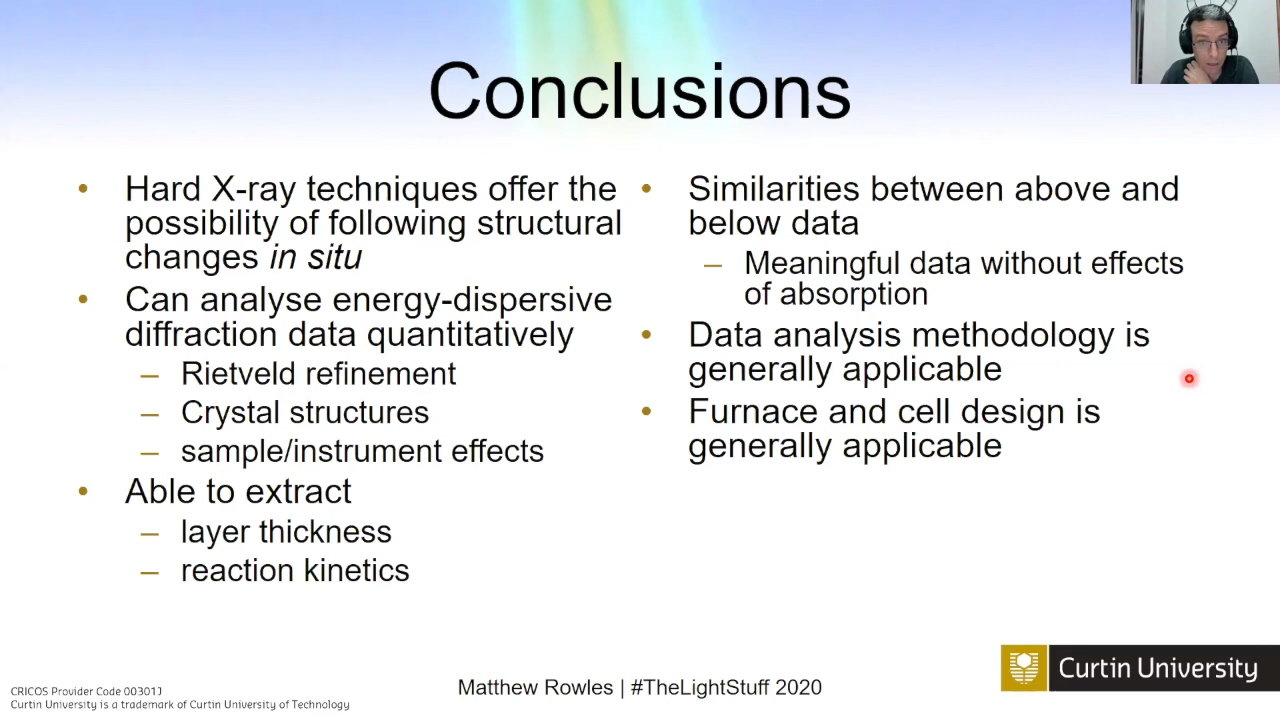 Conclusions
• Hard X-ray techniques offer the
possibility of following structural
changes in situ
• Can analyse energy-dispersive
diffraction data quantitatively
– Rietveld refinement
– Crystal structures
– sample/instrument effects
• Able to extract
– layer thickness
– reaction kinetics
• Similarities between above and
below data
– Meaningful data without effects
of absorption
• Data analysis methodology is
generally applicable
• Furnace and cell design is
generally applicable
CRICOS Provider Code 00301J
Curtin University is a trademark of Curtin University of Technology
Matthew Rowles | #TheLightStuff 2020
Curtin University